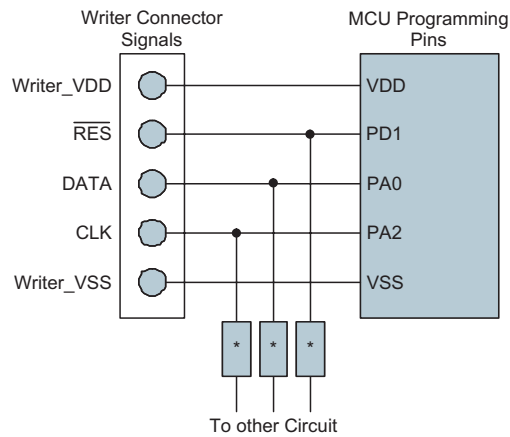 Writer Connector
Signals
MCU Programming
Pins
Writer_VDD
VDD
RES
PD1
DATA
PA0
CLK
PA2
Writer_VSS
VSS
* * *
To other Circuit